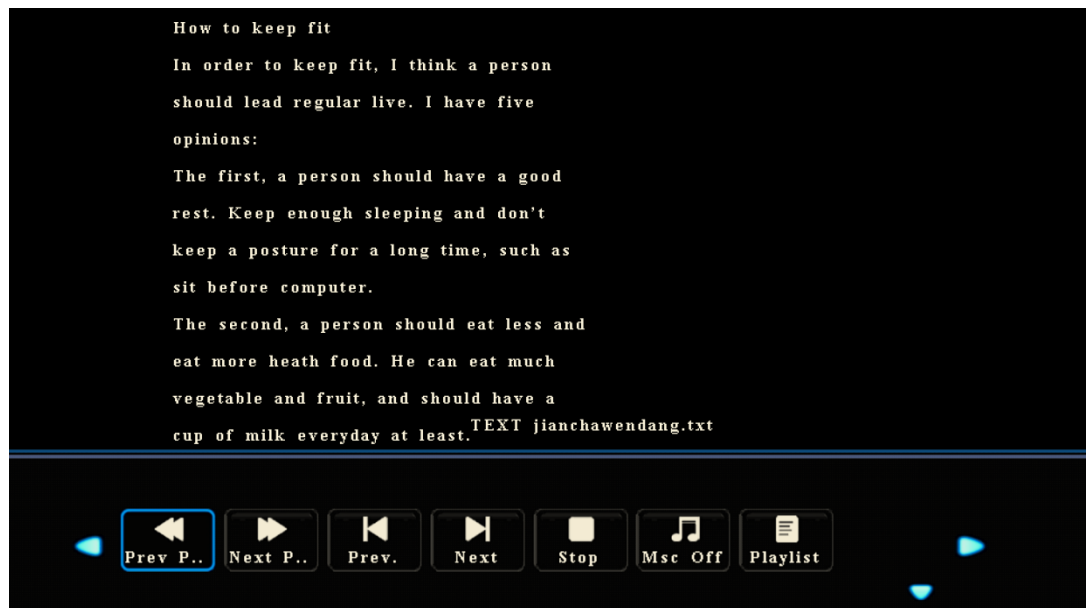 How to keep fit
In order to keep fit, I think a person
should lead regular live. I have five
opinions:
The first, a person should have a good
rest. Keep enough sleeping and don't
keep a posture for a long time, such as
sit before computer.
The second, a person should eat less and
eat more heath food. He can eat much
vegetable and fruit, and should have a
cup of milk everyday at least.
TEXT jianchawendang.txt
Prev P.. Next P.. Prev. Next Stop Msc Off Playlist